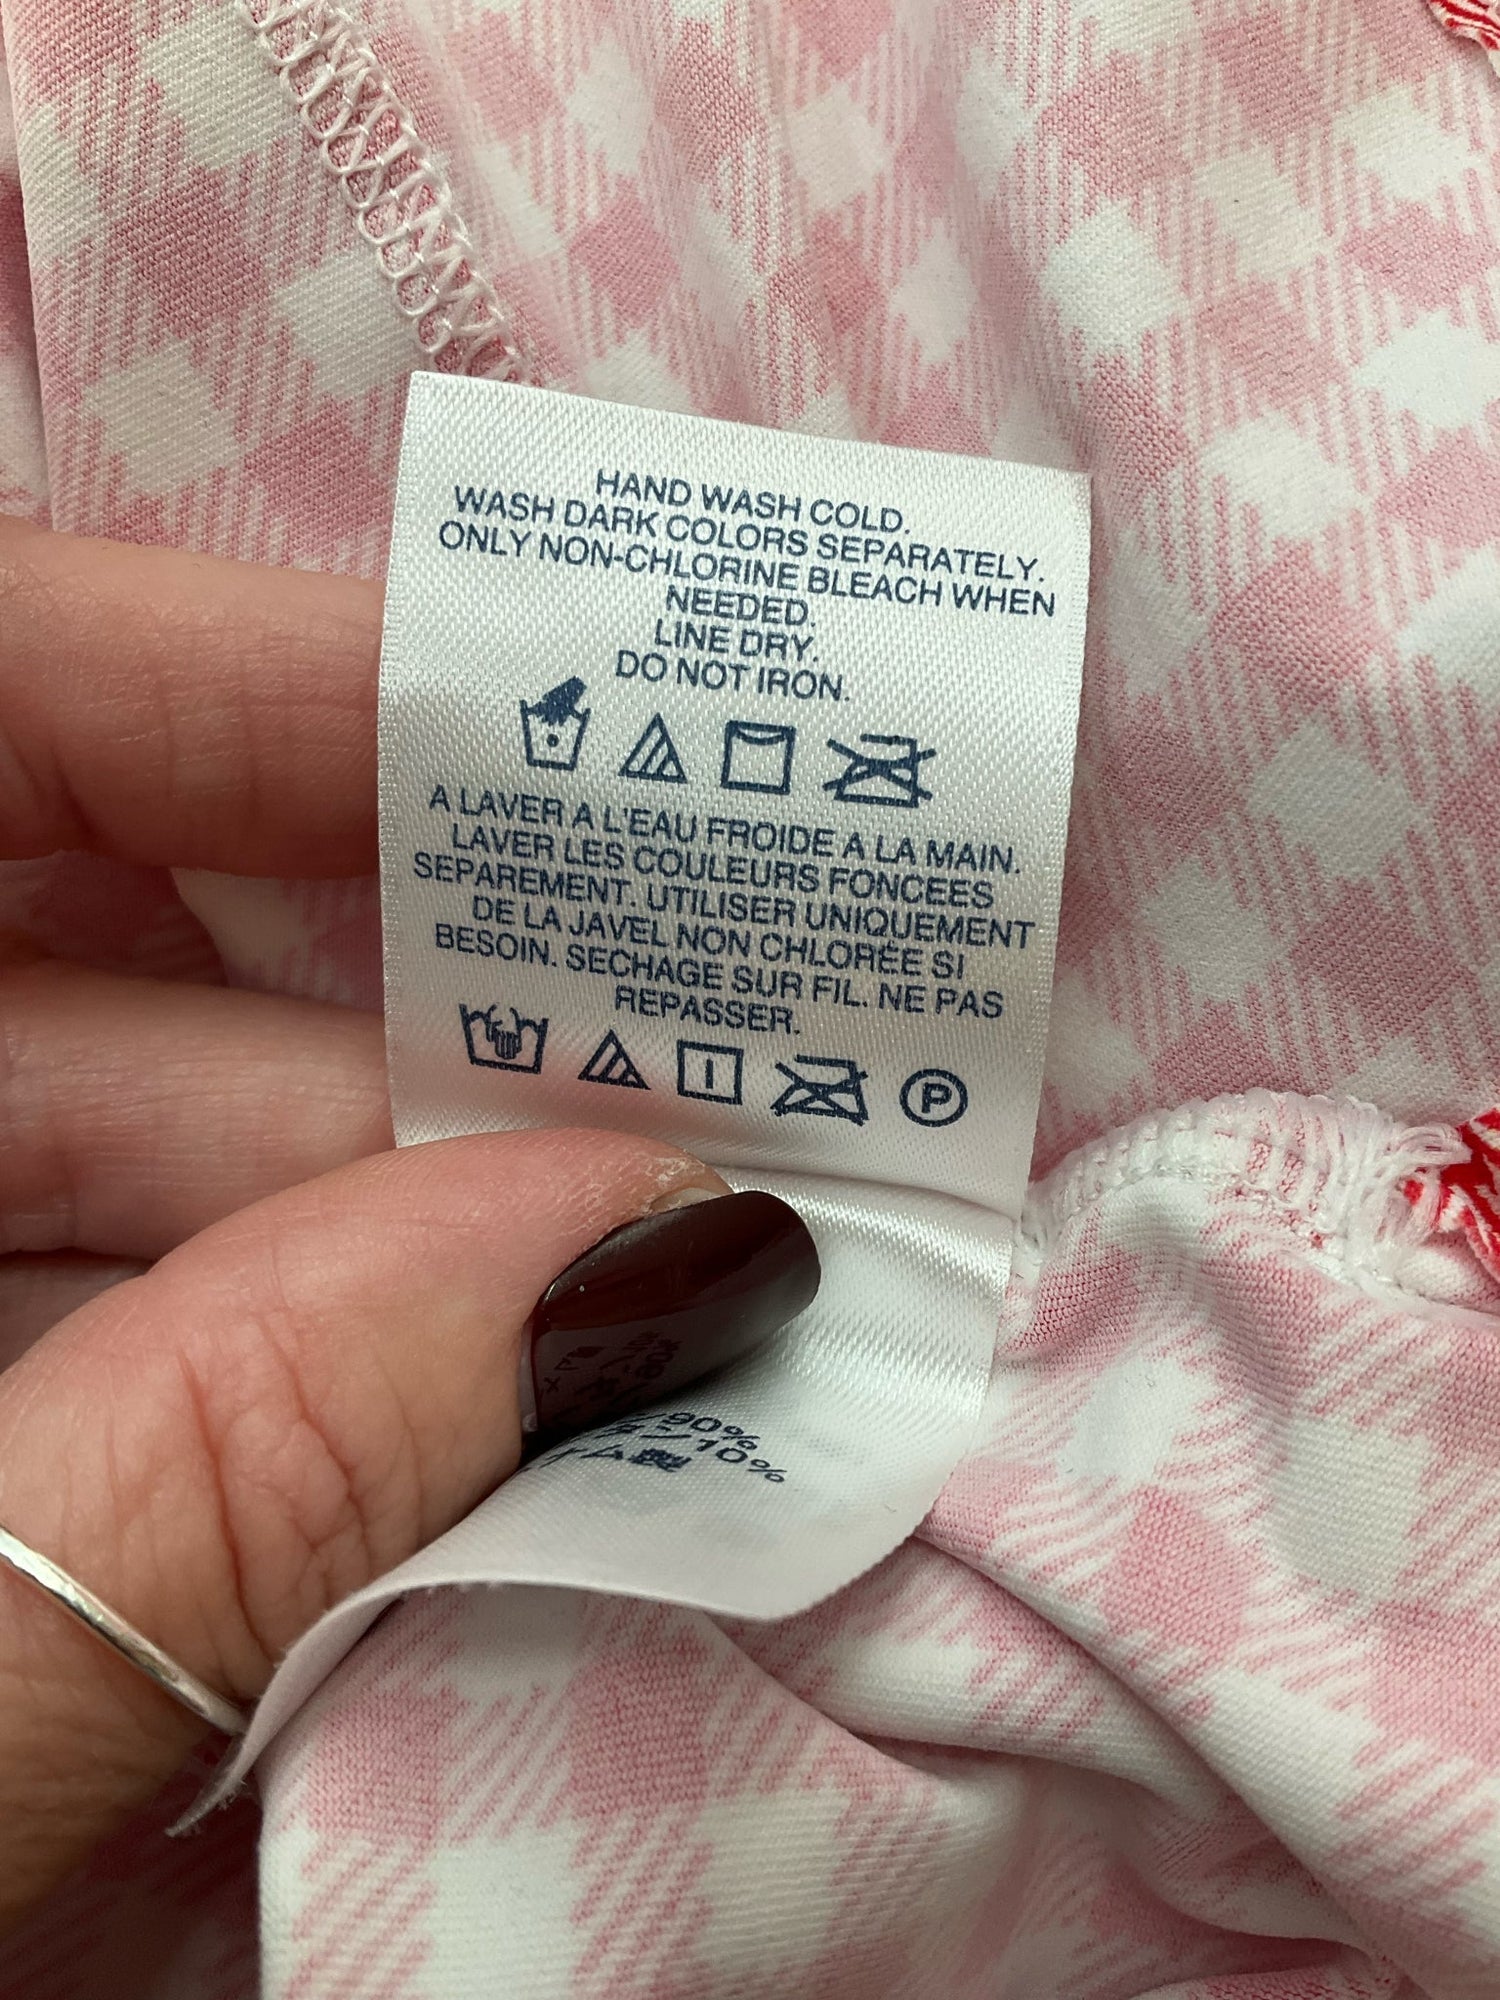 HAND WASH COLD.
WASH DARK COLORS SEPARATELY.
ONLY NON-CHLORINE BLEACH WHEN
NEEDED.
LINE DRY.
DO NOT IRON.
A LAVER A L'EAU FROIDE A LA MAIN.
LAVER LES COULEURS FONCEES
SEPAREMENT. UTILISER UNIQUEMENT
DE LA JAVEL NON CHLORÉE SI
BESOIN. SECHAGE SUR FIL. NE PAS
REPASSER.
P
90%
10%